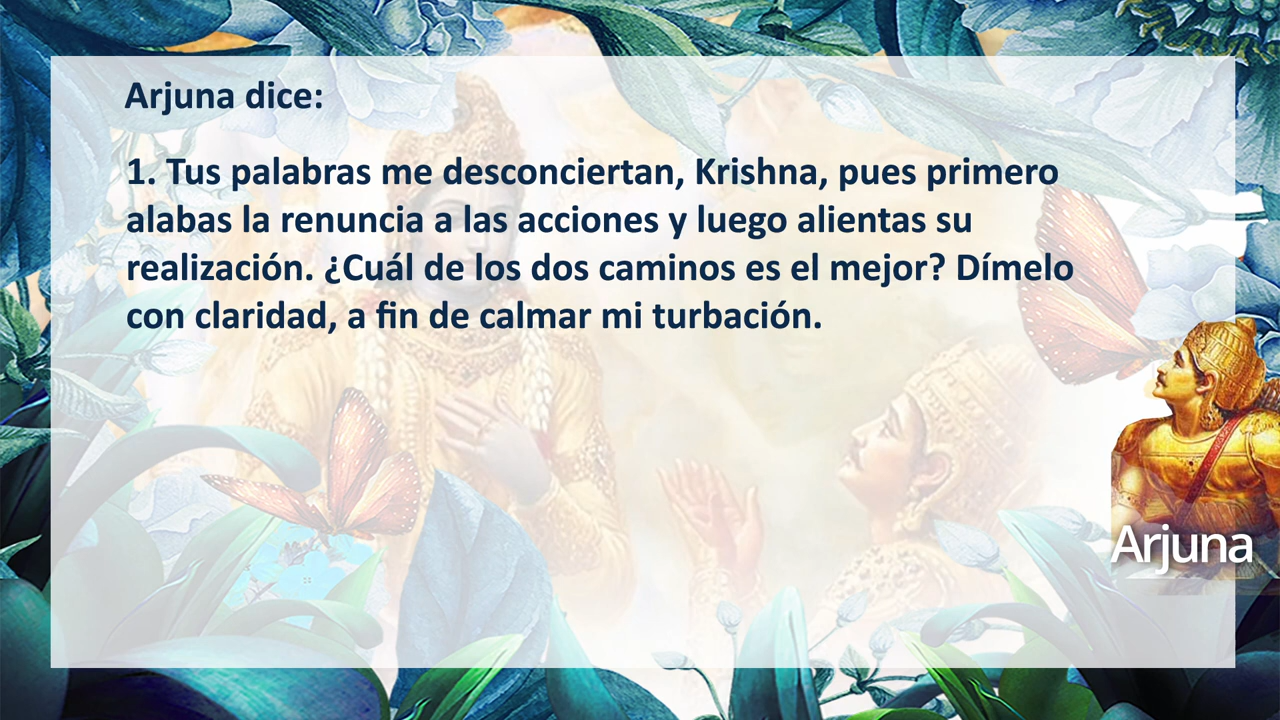 Arjuna dice:
1. Tus palabras me desconciertan, Krishna, pues primero
alabas la renuncia a las acciones y luego alientas su
realización. ¿Cuál de los dos caminos es el mejor? Dímelo
con claridad, a fin de calmar mi turbación.
Arjuna